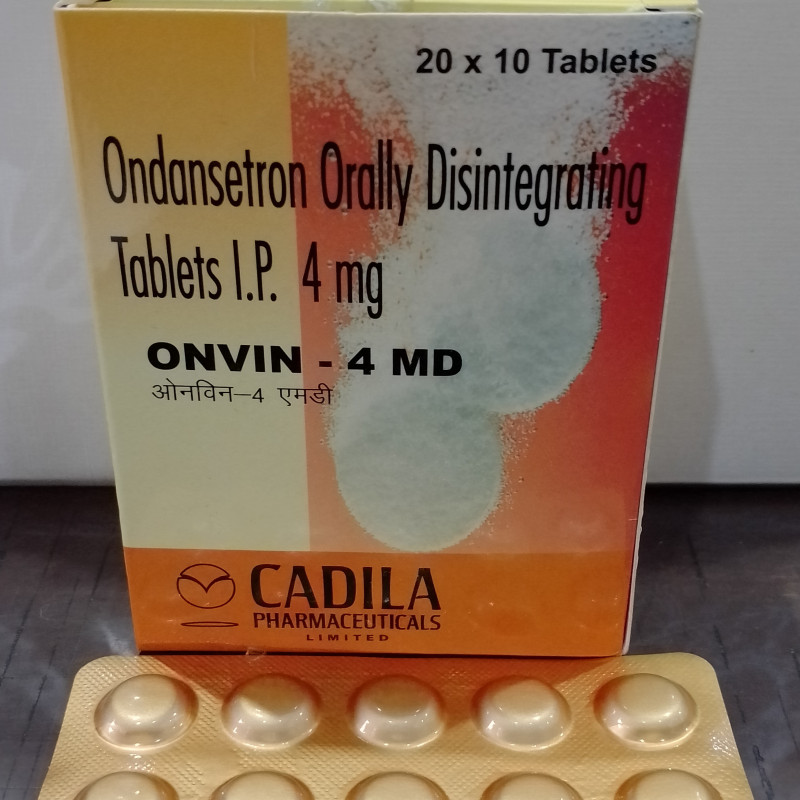 20 x 10 Tablets
Ondansetron Orally Disintegrating
Tablets I.P. 4 mg
ONVIN - 4 MD
ओनविन–4 एमडी
CADILA
PHARMACEUTICALS
LIMITED